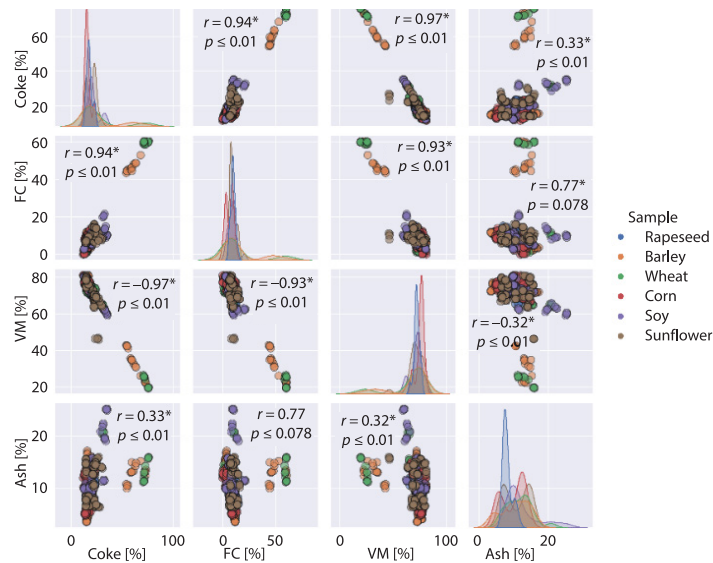 Coke [%]
60
40
20
r = 0.94*
p ≤ 0.01
r = 0.97*
p ≤ 0.01
r = 0.33*
p ≤ 0.01
FC [%]
60
40
20
0
r = 0.94*
p ≤ 0.01
r = 0.93*
p ≤ 0.01
r = 0.77*
p = 0.078
VM [%]
80
60
40
20
r = −0.97*
p ≤ 0.01
r = −0.93*
p ≤ 0.01
r = −0.32*
p ≤ 0.01
Ash [%]
20
10
r = 0.33*
p ≤ 0.01
r = 0.77
p ≤ 0.078
r = 0.32*
p ≤ 0.01
0 100
0 50
0 100
0 20
Coke [%]
FC [%]
VM [%]
Ash [%]
Sample
Rapeseed
Barley
Wheat
Corn
Soy
Sunflower